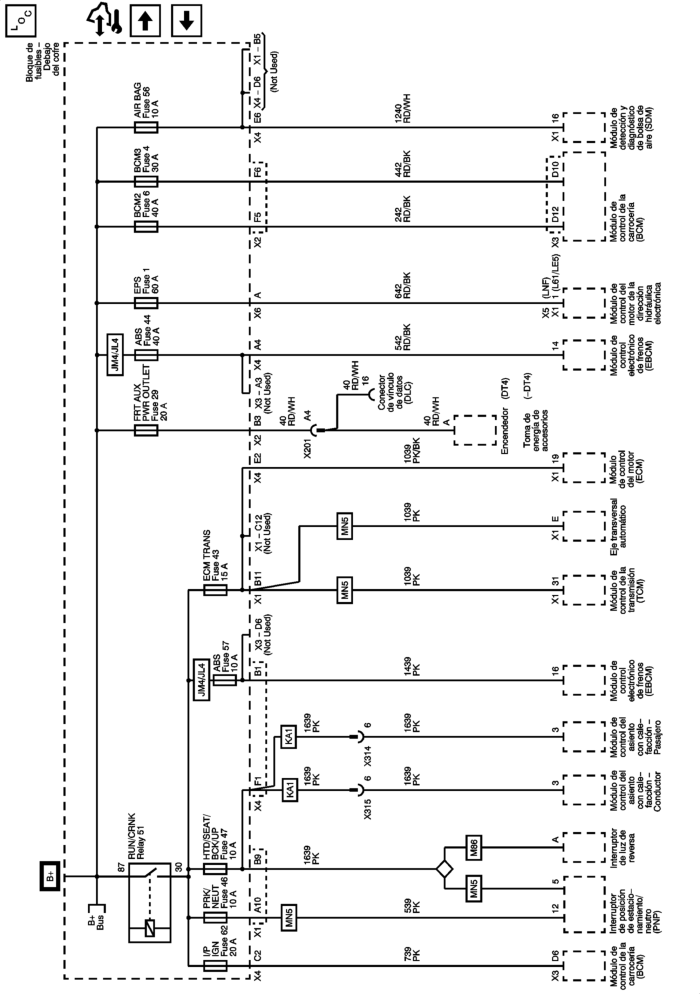 L O C
Bloque de
fusibles –
Debajo
del cofre
B+
B+
Bus
RUN/CRNK
Relay 51
87
30
I/P
IGN
Fuse 62
20 A
PRK/
NEUT
Fuse 46
10 A
HTD/SEAT/
BCK/UP
Fuse 47
10 A
JM4/JL4
ABS
Fuse 57
10 A
ECM TRANS
Fuse 43
15 A
FRT AUX
PWR OUTLET
Fuse 29
20 A
JM4/JL4
ABS
Fuse 44
40 A
EPS
Fuse 1
60 A
BCM2
Fuse 6
40 A
BCM3
Fuse 4
30 A
AIR BAG
Fuse 56
10 A
X4
C2
X1
A10
B9
X4
F1
B1
X3 – D6
(Not Used)
X1
B11
X1 – C12
(Not Used)
X4
E2
X2
B3
X3 – A3
(Not Used)
X4
A4
X6
A
X2
F5
F6
X4
E6
X4 – D6
X1 – B5
(Not Used)
739
PK
MN5
539
PK
1639
PK
MN5
M86
KA1
1639
PK
X315
6
1639
PK
KA1
1639
PK
X314
6
1639
PK
1439
PK
MN5
1039
PK
MN5
1039
PK
1039
PK/BK
40
RD/WH
X201
A4
40
RD/WH
16
Conector
de vínculo
de datos
(DLC)
40
RD/WH
A
542
RD/BK
642
RD/BK
242
RD/BK
442
RD/BK
1240
RD/WH
X3
D6
Módulo de
control de la
carrocería
(BCM)
12
5
Interruptor
de posición
de estacio–
namiento/
neutro
(PNP)
A
Interruptor
de luz de
reversa
3
Módulo de
control del
asiento
con cale–
facción –
Conductor
3
Módulo de
control del
asiento
con cale–
facción –
Pasajero
16
Módulo de
control
electrónico
de frenos
(EBCM)
X1
31
Módulo de
control de la
transmisión
(TCM)
X1
E
Eje transversal
automático
X1
19
Módulo
de control
del motor
(ECM)
Encendedor (DT4)
Toma de (–DT4)
energía de
accesorios
14
Módulo de
control
electrónico
de frenos
(EBCM)
X5 (LNF)
X1 1 (L61/LE5)
Módulo de
control del
motor de la
dirección
hidráulica
electrónica
X3
D12
D10
Módulo de
control de la
carrocería
(BCM)
X1
16
Módulo de
detección y
diagnóstico
de bolsa de
aire (SDM)